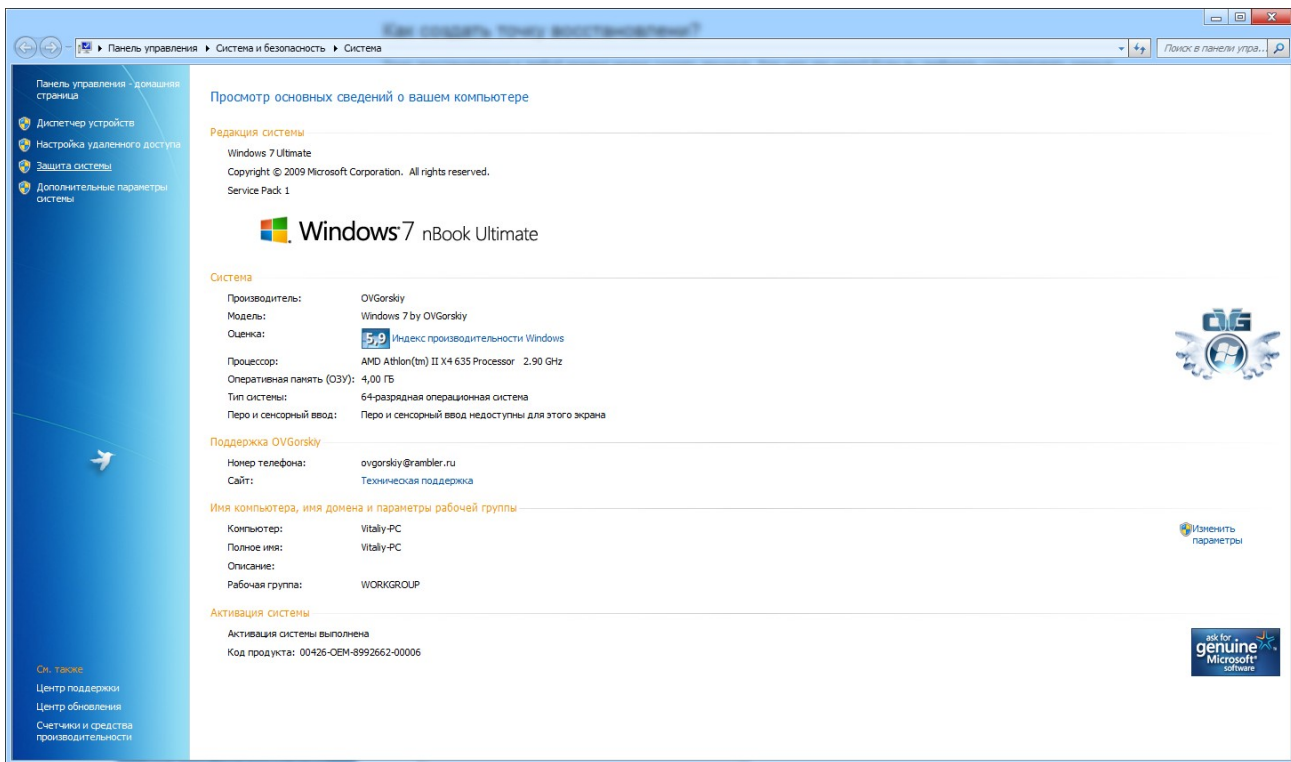 Как создать точку восстановлени?
Панель управления ▸ Система и безопасность ▸ Система
Поиск в панели упра...
Панель управления - домашняя
страница
Диспетчер устройств
Настройка удаленного доступа
Защита системы
Дополнительные параметры
системы
Просмотр основных сведений о вашем компьютере
Редакция системы
Windows 7 Ultimate
Copyright © 2009 Microsoft Corporation. All rights reserved.
Service Pack 1
Windows 7 nBook Ultimate
Система
Производитель: OVGorskiy
Модель: Windows 7 by OVGorskiy
Оценка: 5,9 Индекс производительности Windows
Процессор: AMD Athlon(tm) II X4 635 Processor 2.90 GHz
Оперативная память (ОЗУ): 4,00 ГБ
Тип системы: 64-разрядная операционная система
Перо и сенсорный ввод: Перо и сенсорный ввод недоступны для этого экрана
OVG
Поддержка OVGorskiy
Номер телефона: ovgorskiy@rambler.ru
Сайт: Техническая поддержка
Имя компьютера, имя домена и параметры рабочей группы
Компьютер: Vitaliy-PC
Изменить
параметры
Полное имя: Vitaliy-PC
Описание:
Рабочая группа: WORKGROUP
Активация системы
Активация системы выполнена
Код продукта: 00426-OEM-8992662-00006
ask for
genuine
Microsoft
software
См. также
Центр поддержки
Центр обновления
Счетчики и средства
производительности